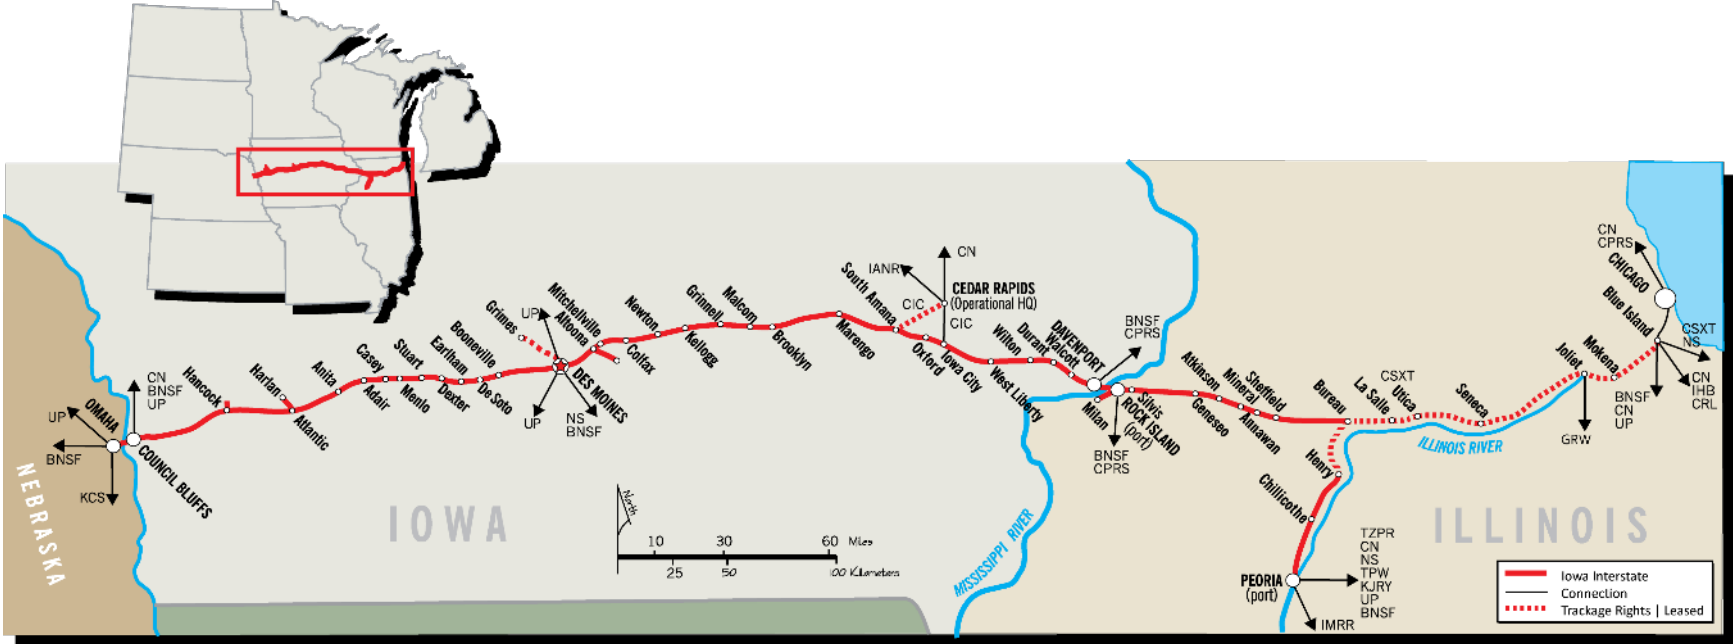 NEBRASKA
IOWA
ILLINOIS
OMAHA
UP
BNSF
KCS
CN
BNSF
UP
COUNCIL BLUFFS
Hancock
Harlan
Atlantic
Anita
Adair
Casey
Menlo
Stuart
Dexter
Earlham
De Soto
Booneville
Grimes
UP
DES MOINES
UP
NS
BNSF
Altoona
Mitchellville
Colfax
Newton
Kellogg
Grinnell
Malcom
Brooklyn
Marengo
South Amana
IANR
CN
CIC
CEDAR RAPIDS
(Operational HQ)
CIC
Oxford
Iowa City
West Liberty
Wilton
Durant
Walcott
DAVENPORT
BNSF
CPRS
Milan
ROCK ISLAND
(port)
Silvis
BNSF
CPRS
Geneseo
Atkinson
Annawan
Mineral
Sheffield
Bureau
Henry
Chillicothe
PEORIA
(port)
TZPR
CN
NS
TPW
KJRY
UP
BNSF
IMRR
La Salle
CSXT
Utica
Seneca
ILLINOIS RIVER
Joliet
GRW
Mokena
Blue Island
CHICAGO
CN
CPRS
CSXT
NS
CN
IHB
CRL
BNSF
CN
UP
MISSISSIPPI RIVER
North
10 30 60 Miles
25 50 100 Kilometers
Iowa Interstate
Connection
Trackage Rights | Leased